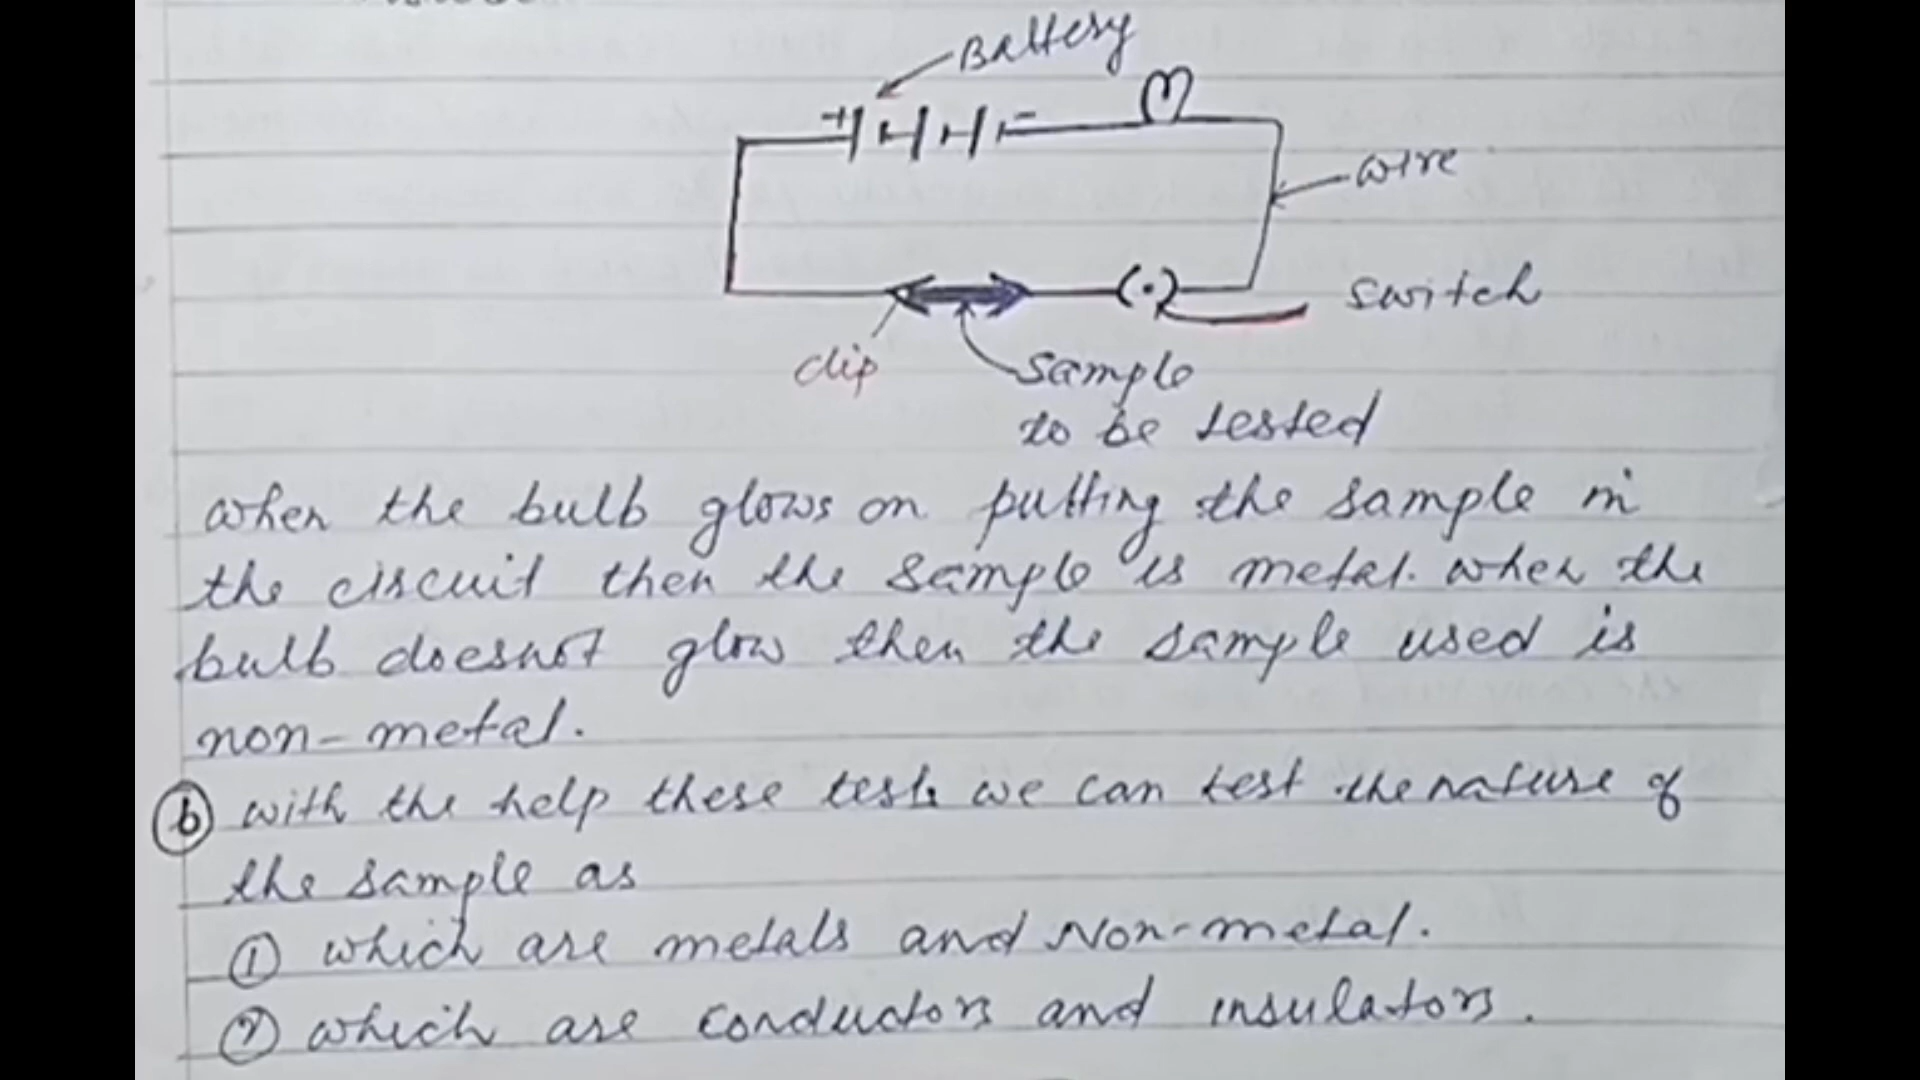 Battery
+ -
wire
switch
clip
sample
to be tested
when the bulb glows on putting the sample in
the circuit then the sample is metal. when the
bulb doesnot glow then the sample used is
non-metal.
(b) with the help these tests we can test the nature of
the sample as
(1) which are metals and Non-metal.
(2) which are conductors and insulators.